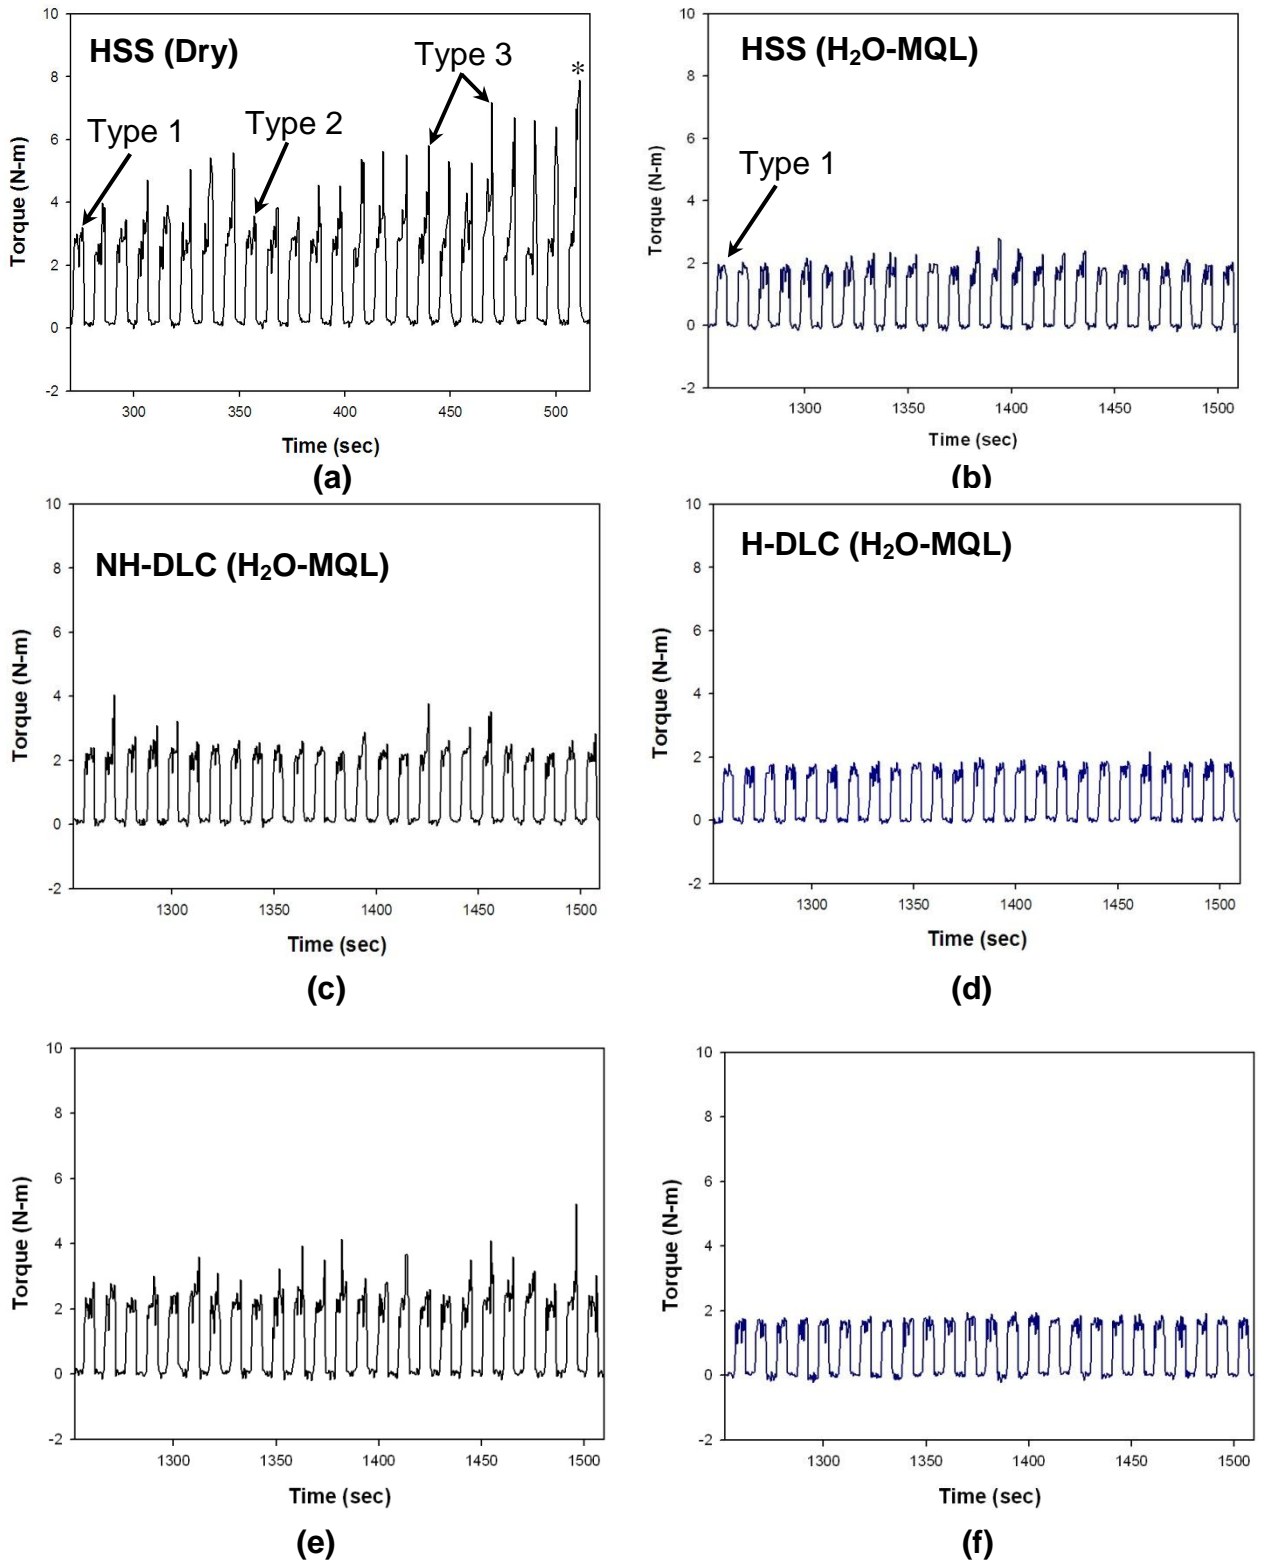 10
8
6
4
2
0
-2
Torque (N-m)
HSS (Dry)
Type 1
Type 2
Type 3
*
300 350 400 450 500
Time (sec)
(a)
10
8
6
4
2
0
-2
Torque (N-m)
HSS (H₂O-MQL)
Type 1
1300 1350 1400 1450 1500
Time (sec)
(b)
10
8
6
4
2
0
-2
Torque (N-m)
NH-DLC (H₂O-MQL)
1300 1350 1400 1450 1500
Time (sec)
(c)
10
8
6
4
2
0
-2
Torque (N-m)
H-DLC (H₂O-MQL)
1300 1350 1400 1450 1500
Time (sec)
(d)
10
8
6
4
2
0
-2
Torque (N-m)
1300 1350 1400 1450 1500
Time (sec)
(e)
10
8
6
4
2
0
-2
Torque (N-m)
1300 1350 1400 1450 1500
Time (sec)
(f)